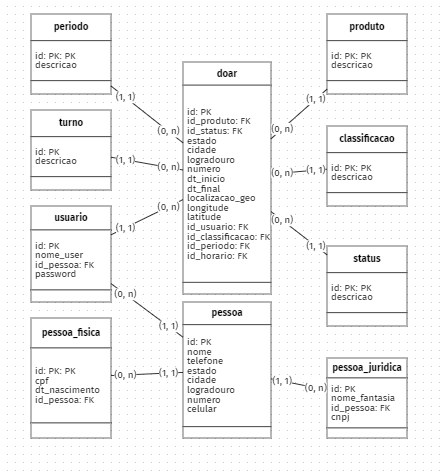 periodo
id: PK: PK
descricao
(1, 1)
turno
id: PK
descricao
(1, 1)
usuario
id: PK
nome_user
id_pessoa: FK
password
(1, 1)
(0, n)
pessoa_fisica
id: PK: PK
cpf
dt_nascimento
id_pessoa: FK
(0, n)
doar
id: PK
id_produto: FK
id_status: FK
estado
cidade
logradouro
numero
dt_inicio
dt_final
localizacao_geo
longitude
latitude
id_usuario: FK
id_classificacao: FK
id_periodo: FK
id_horario: FK
(0, n)
(0, n)
(0, n)
(0, n)
(0, n)
(0, n)
pessoa
id: PK
nome
telefone
estado
cidade
logradouro
numero
celular
(1, 1)
(1, 1)
(1, 1)
produto
id: PK: PK
descricao
(1, 1)
classificacao
id: PK: FK
descricao
(1, 1)
status
id: PK: PK
descricao
(1, 1)
pessoa_juridica
id: PK
nome_fantasia
id_pessoa: FK
cnpj
(0, n)